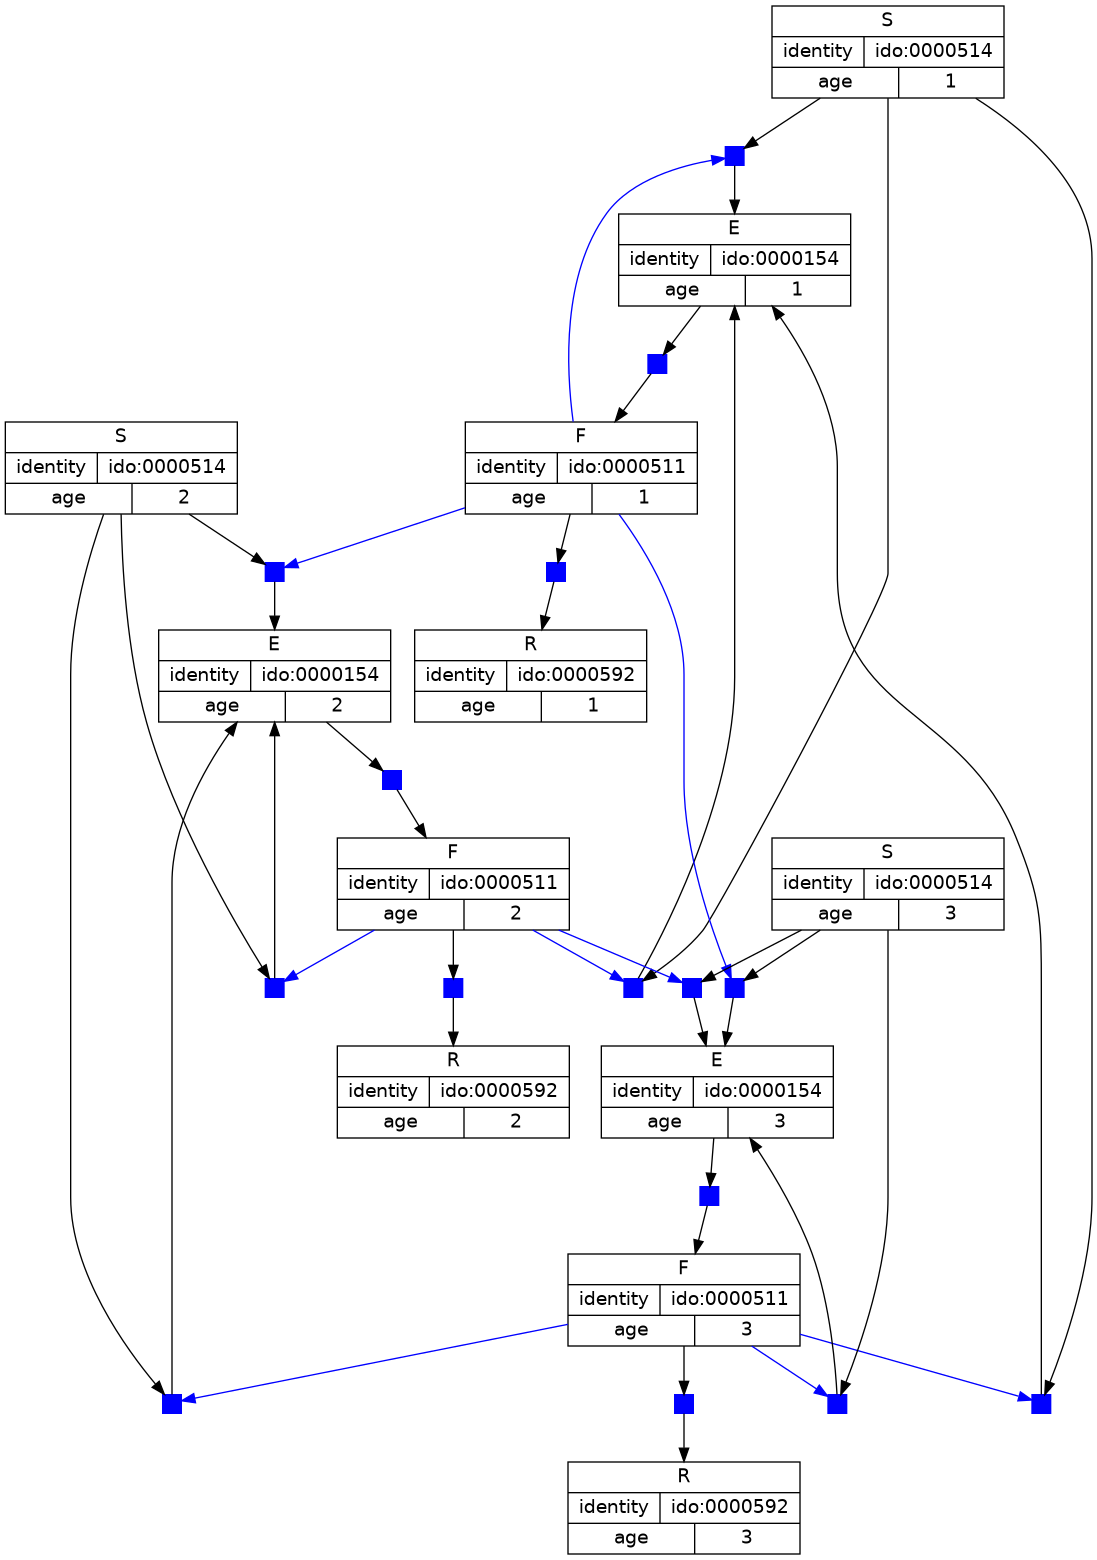 S
identity ido:0000514
age 1
E
identity ido:0000154
age 1
S
identity ido:0000514
age 2
F
identity ido:0000511
age 1
E
identity ido:0000154
age 2
R
identity ido:0000592
age 1
F
identity ido:0000511
age 2
S
identity ido:0000514
age 3
R
identity ido:0000592
age 2
E
identity ido:0000154
age 3
F
identity ido:0000511
age 3
R
identity ido:0000592
age 3